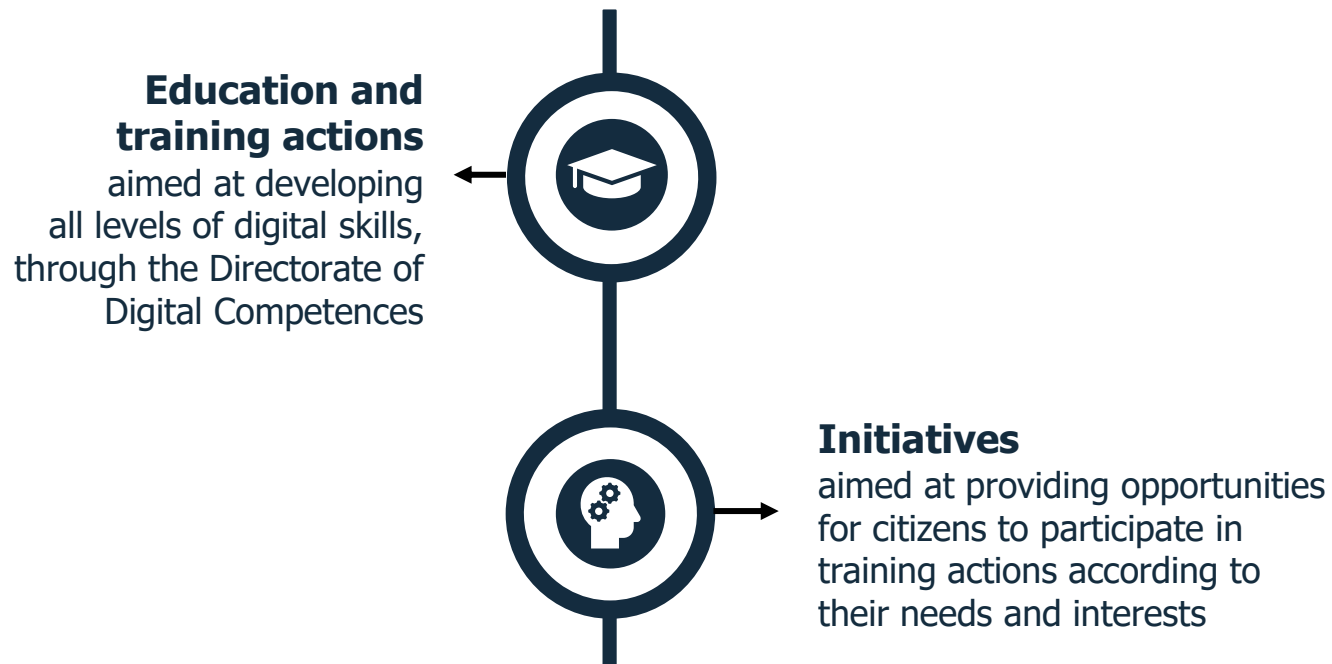 Education and
training actions
aimed at developing
all levels of digital skills,
through the Directorate of
Digital Competences
Initiatives
aimed at providing opportunities
for citizens to participate in
training actions according to
their needs and interests